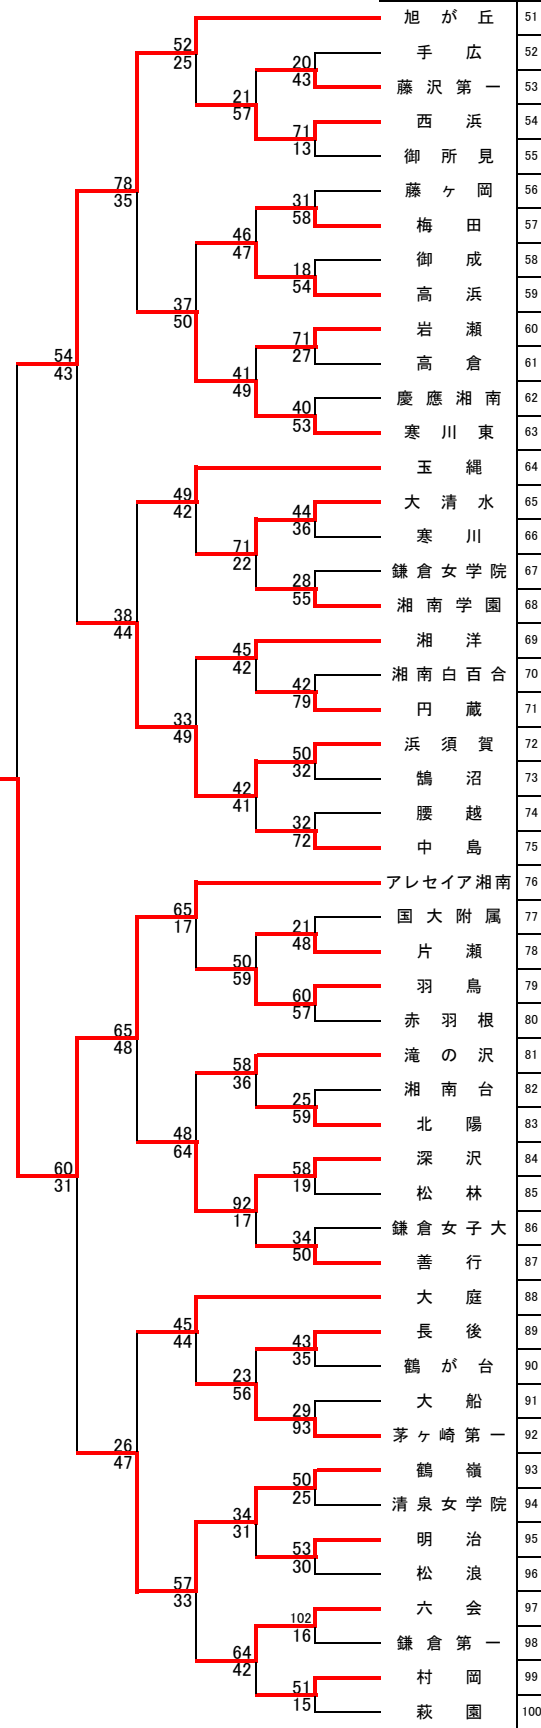 旭が丘 51
52
25
手広 52
20
43
藤沢第一 53
21
57
西浜 54
71
13
御所見 55
78
35
藤ヶ岡 56
31
58
梅田 57
46
47
御成 58
18
54
高浜 59
37
50
岩瀬 60
71
27
高倉 61
54
43
41
49
慶應湘南 62
40
53
寒川東 63
玉縄 64
49
42
大清水 65
44
36
寒川 66
71
22
鎌倉女学院 67
28
55
湘南学園 68
38
44
湘洋 69
45
42
湘南白百合 70
42
79
円蔵 71
33
49
浜須賀 72
50
32
鵠沼 73
42
41
腰越 74
32
72
中島 75
アレセイア湘南 76
65
17
国大附属 77
21
48
片瀬 78
50
59
羽鳥 79
60
57
赤羽根 80
65
48
滝の沢 81
58
36
湘南台 82
25
59
北陽 83
48
64
深沢 84
58
19
松林 85
60
31
92
17
鎌倉女子大 86
34
50
善行 87
大庭 88
45
44
長後 89
43
35
鶴が台 90
23
56
大船 91
29
93
茅ヶ崎第一 92
26
47
鶴嶺 93
50
25
清泉女学院 94
34
31
明治 95
53
30
松浪 96
57
33
六会 97
102
16
鎌倉第一 98
64
42
村岡 99
51
15
萩園 100